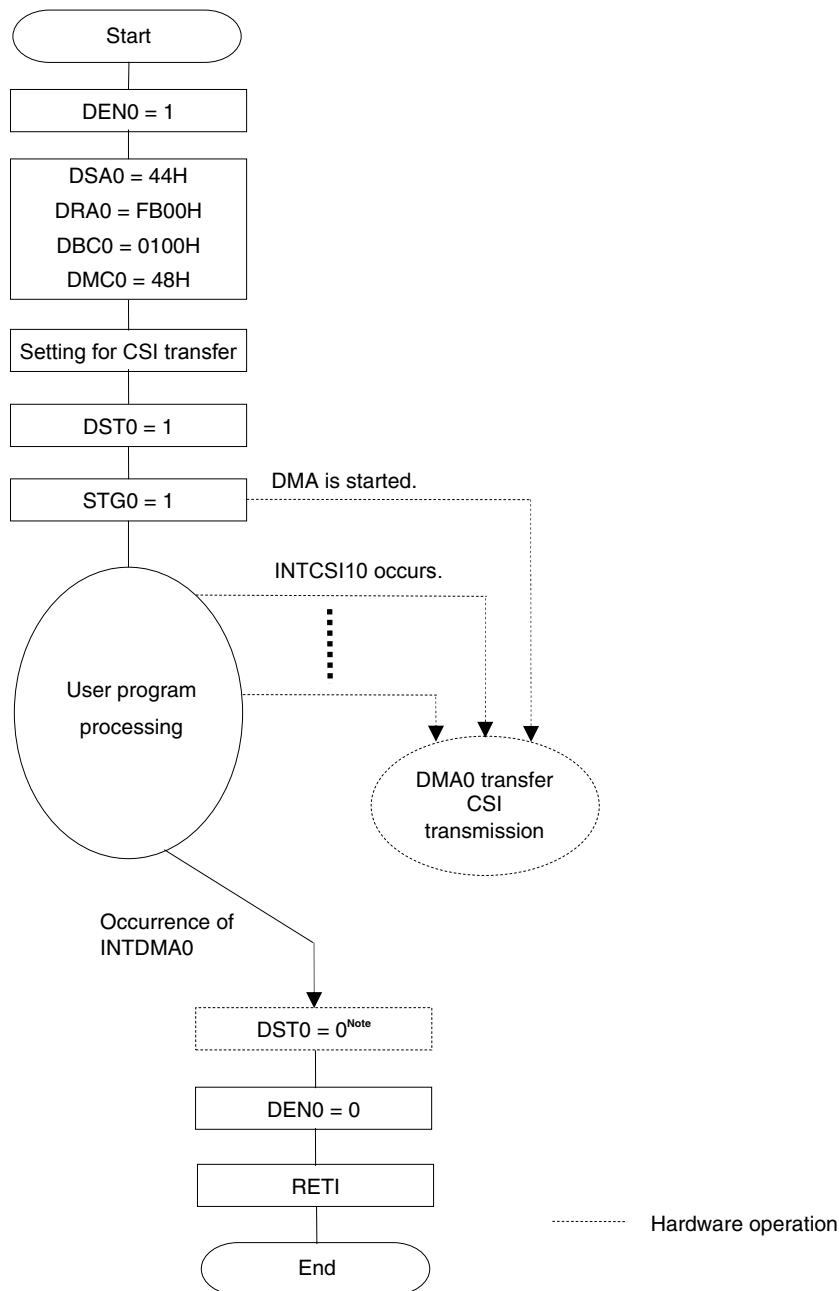 Start
DEN0 = 1
DSA0 = 44H
DRA0 = FB00H
DBC0 = 0100H
DMC0 = 48H
Setting for CSI transfer
DST0 = 1
STG0 = 1
DMA is started.
INTCSI10 occurs.
User program
processing
DMA0 transfer
CSI
transmission
Occurrence of
INTDMA0
DST0 = 0Note
DEN0 = 0
RETI
Hardware operation
End